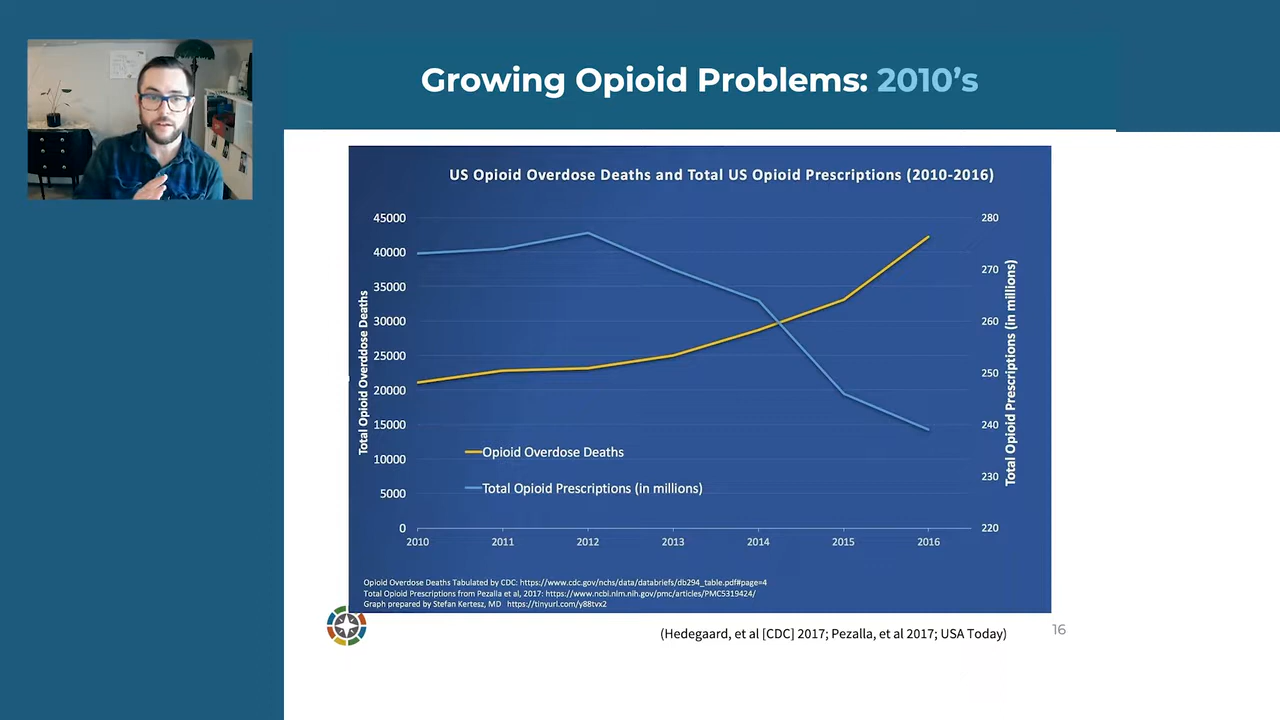 Growing Opioid Problems: 2010's
US Opioid Overdose Deaths and Total US Opioid Prescriptions (2010-2016)
45000
40000
35000
30000
25000
20000
15000
10000
5000
0
Total Opioid Overddose Deaths
280
270
260
250
240
230
220
Total Opioid Prescriptions (in millions)
Opioid Overdose Deaths
Total Opioid Prescriptions (in millions)
2010 2011 2012 2013 2014 2015 2016
Opioid Overdose Deaths Tabulated by CDC: https://www.cdc.gov/nchs/data/databriefs/db294_table.pdf#page=4
Total Opioid Prescriptions from Pezalla et al, 2017: https://www.ncbi.nlm.nih.gov/pmc/articles/PMC5319424/
Graph prepared by Stefan Kertesz, MD https://tinyurl.com/y88tvx2
(Hedegaard, et al [CDC] 2017; Pezalla, et al 2017; USA Today)
16